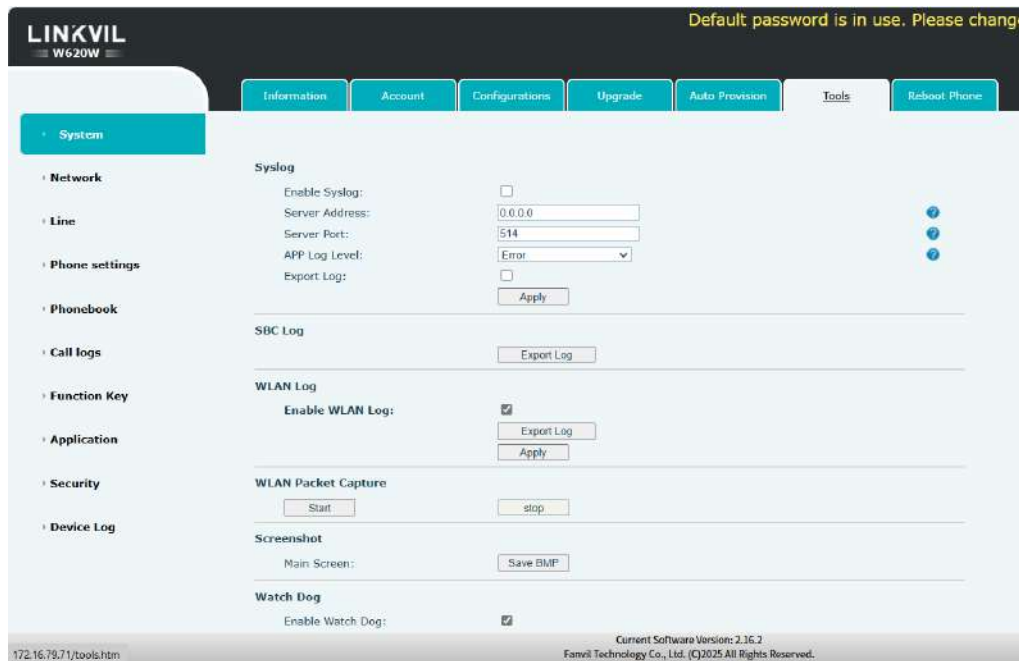 Default password is in use. Please change
LINKVIL
W620W
Information
Account
Configurations
Upgrade
Auto Provision
Tools
Reboot Phone
System
Network
Line
Phone settings
Phonebook
Call logs
Function Key
Application
Security
Device Log
Syslog
Enable Syslog:
Server Address: 0.0.0.0
Server Port: 514
APP Log Level: Error
Export Log:
Apply
SBC Log
Export Log
WLAN Log
Enable WLAN Log:
Export Log
Apply
WLAN Packet Capture
Start stop
Screenshot
Main Screen: Save BMP
Watch Dog
Enable Watch Dog:
Current Software Version: 2.16.2
Fanvil Technology Co., Ltd. (C)2025 All Rights Reserved.
172.16.79.71/tools.htm